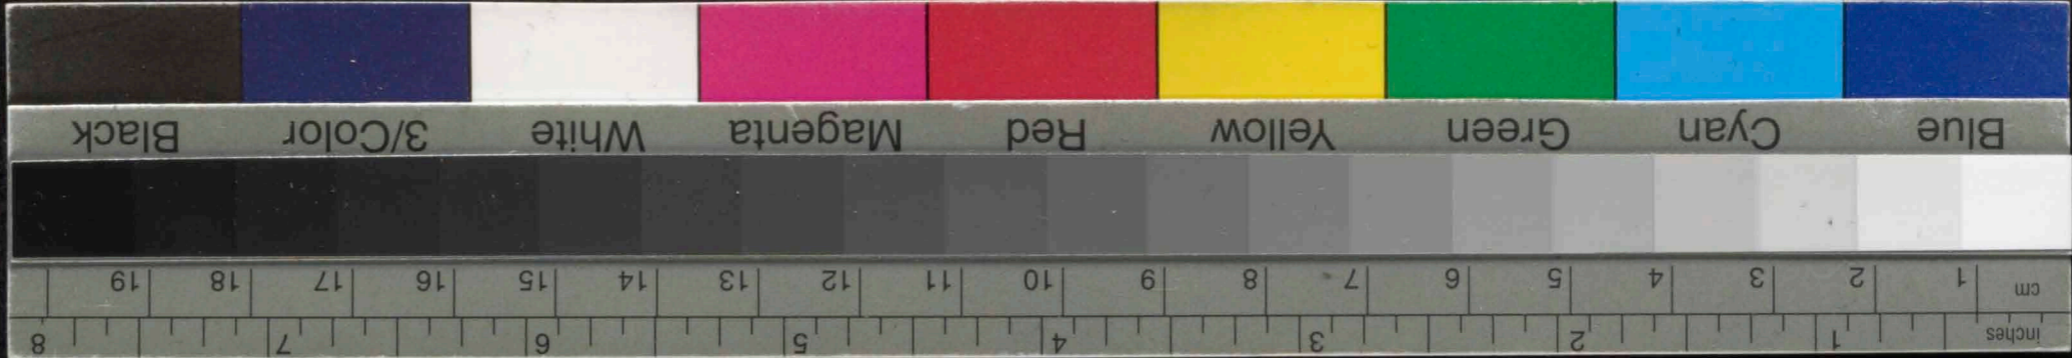 inches 1 2 3 4 5 6 7 8
cm 1 2 3 4 5 6 7 8 9 10 11 12 13 14 15 16 17 18 19
Blue Cyan Green Yellow Red Magenta White 3/Color Black